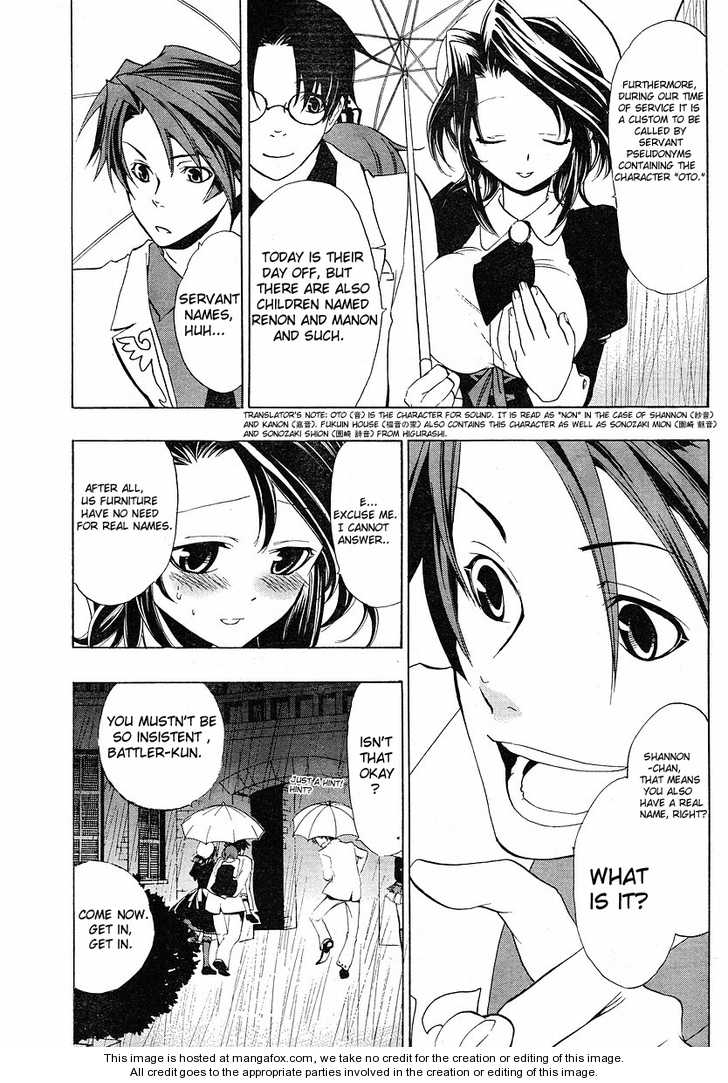 FURTHERMORE,
DURING OUR TIME
OF SERVICE IT IS
A CUSTOM TO BE
CALLED BY
SERVANT
PSEUDONYMS
CONTAINING THE
CHARACTER "OTO."
TODAY IS THEIR
DAY OFF, BUT
THERE ARE ALSO
CHILDREN NAMED
RENON AND MANON
AND SUCH.
SERVANT
NAMES,
HUH...
TRANSLATOR'S NOTE: OTO (音) IS THE CHARACTER FOR SOUND. IT IS READ AS "NON" IN THE CASE OF SHANNON (紗音)
AND KANON (嘉音). FUKUIN HOUSE (福音の家) ALSO CONTAINS THIS CHARACTER AS WELL AS SONOZAKI MION (園崎 魅音)
AND SONOZAKI SHION (園崎 詩音) FROM HIGURASHI.
SHANNON
-CHAN,
THAT MEANS
YOU ALSO
HAVE A REAL
NAME, RIGHT?
WHAT
IS IT?
E...
EXCUSE ME.
I CANNOT
ANSWER..
AFTER ALL,
US FURNITURE
HAVE NO NEED
FOR REAL NAMES.
ISN'T
THAT
OKAY
?
JUST A HINT!
HINT?
YOU MUSTN'T BE
SO INSISTENT ,
BATTLER-KUN.
COME NOW.
GET IN,
GET IN.
This image is hosted at mangafox.com, we take no credit for the creation or editing of this image.
All credit goes to the appropriate parties involved in the creation or editing of this image.